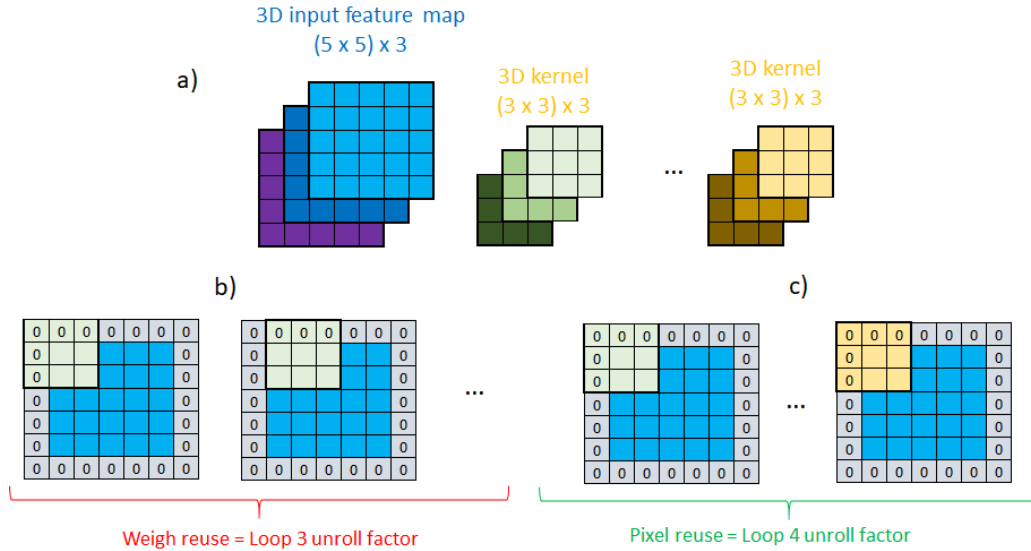 3D input feature map
(5 x 5) x 3
a)
3D kernel
(3 x 3) x 3
...
3D kernel
(3 x 3) x 3
b)
0 0 0 0 0 0 0
0 0
0 0
0 0
0 0
0 0
0 0 0 0 0 0 0
0 0 0 0 0 0 0
0 0
0 0
0 0
0 0
0 0
0 0 0 0 0 0 0
...
Weigh reuse = Loop 3 unroll factor
c)
0 0 0 0 0 0 0
0 0
0 0
0 0
0 0
0 0
0 0 0 0 0 0 0
...
0 0 0 0 0 0 0
0 0
0 0
0 0
0 0
0 0
0 0 0 0 0 0 0
Pixel reuse = Loop 4 unroll factor